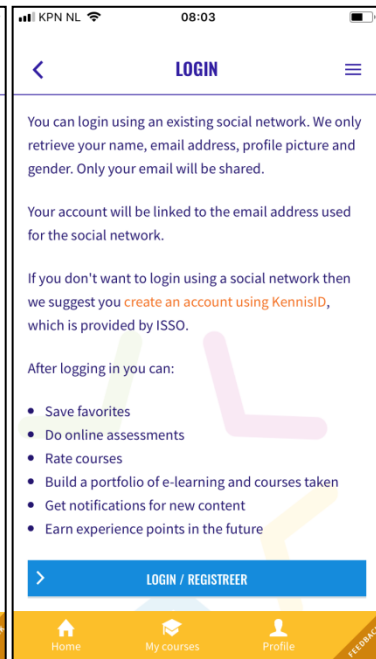 KPN NL 08:03
LOGIN
You can login using an existing social network. We only
retrieve your name, email address, profile picture and
gender. Only your email will be shared.
Your account will be linked to the email address used
for the social network.
If you don't want to login using a social network then
we suggest you create an account using KennisID,
which is provided by ISSO.
After logging in you can:
• Save favorites
• Do online assessments
• Rate courses
• Build a portfolio of e-learning and courses taken
• Get notifications for new content
• Earn experience points in the future
LOGIN / REGISTREER
Home My courses Profile
FEEDBACK